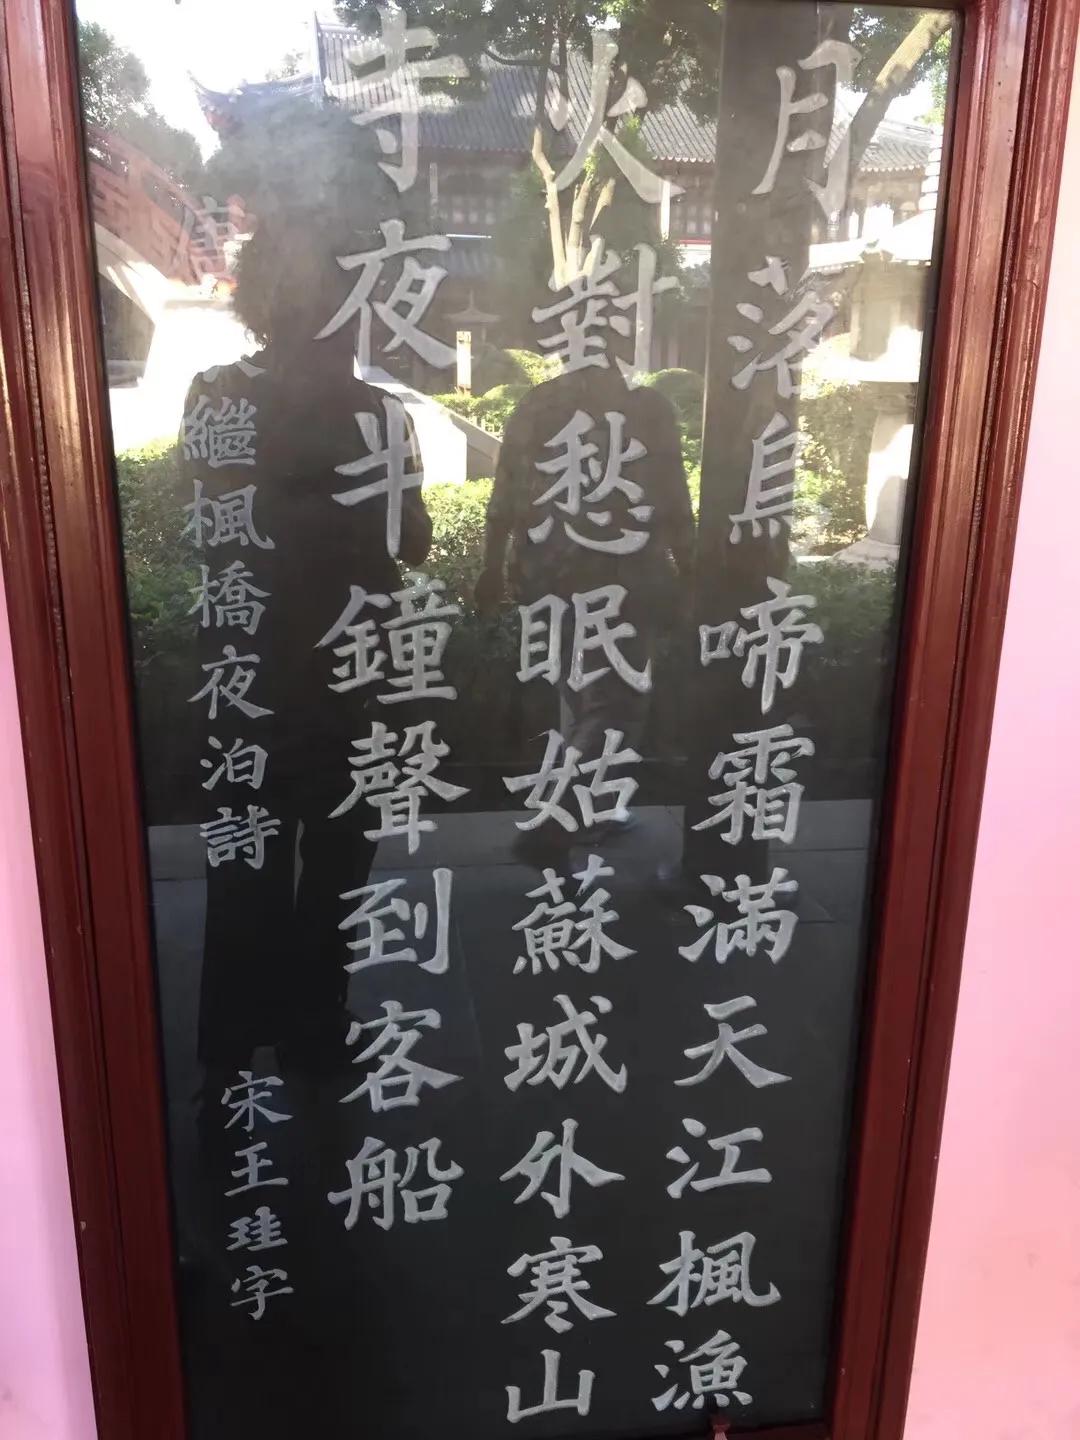 月落烏啼霜滿天江楓漁
火對愁眠姑蘇城外寒山
寺夜半鐘聲到客船
唐繼楓橋夜泊詩
宋王珪字